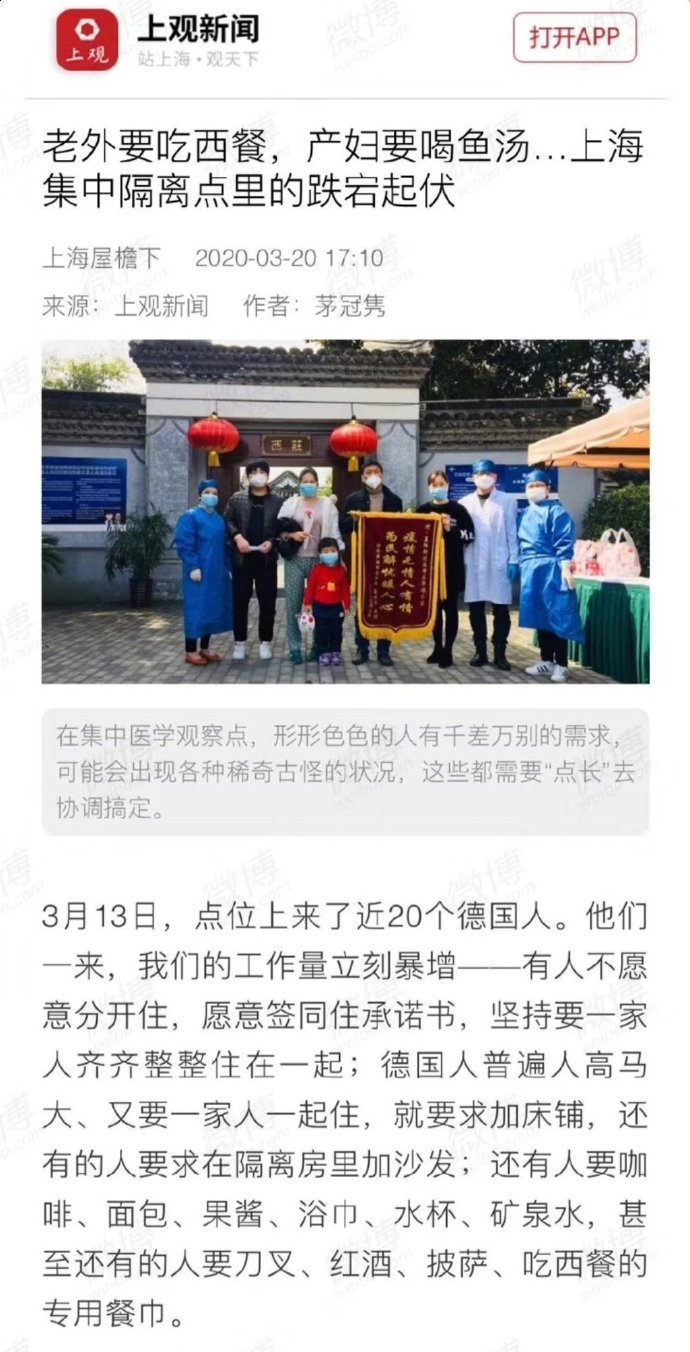 上观
上观新闻
站上海·观天下
打开APP
老外要吃西餐，产妇要喝鱼汤…上海
集中隔离点里的跌宕起伏
上海屋檐下 2020-03-20 17:10
来源：上观新闻 作者：茅冠隽
西莊
疫情无情人有情
为民解忧暖人心
在集中医学观察点，形形色色的人有千差万别的需求，
可能会出现各种稀奇古怪的状况，这些都需要“点长”去
协调搞定。
3月13日，点位上来了近20个德国人。他们
一来，我们的工作量立刻暴增——有人不愿
意分开住，愿意签同住承诺书，坚持要一家
人齐齐整整住在一起；德国人普遍人高马
大、又要一家人一起住，就要求加床铺，还
有的人要求在隔离房里加沙发；还有人要咖
啡、面包、果酱、浴巾、水杯、矿泉水，甚
至还有的人要刀叉、红酒、披萨、吃西餐的
专用餐巾。
微博
weibo.com